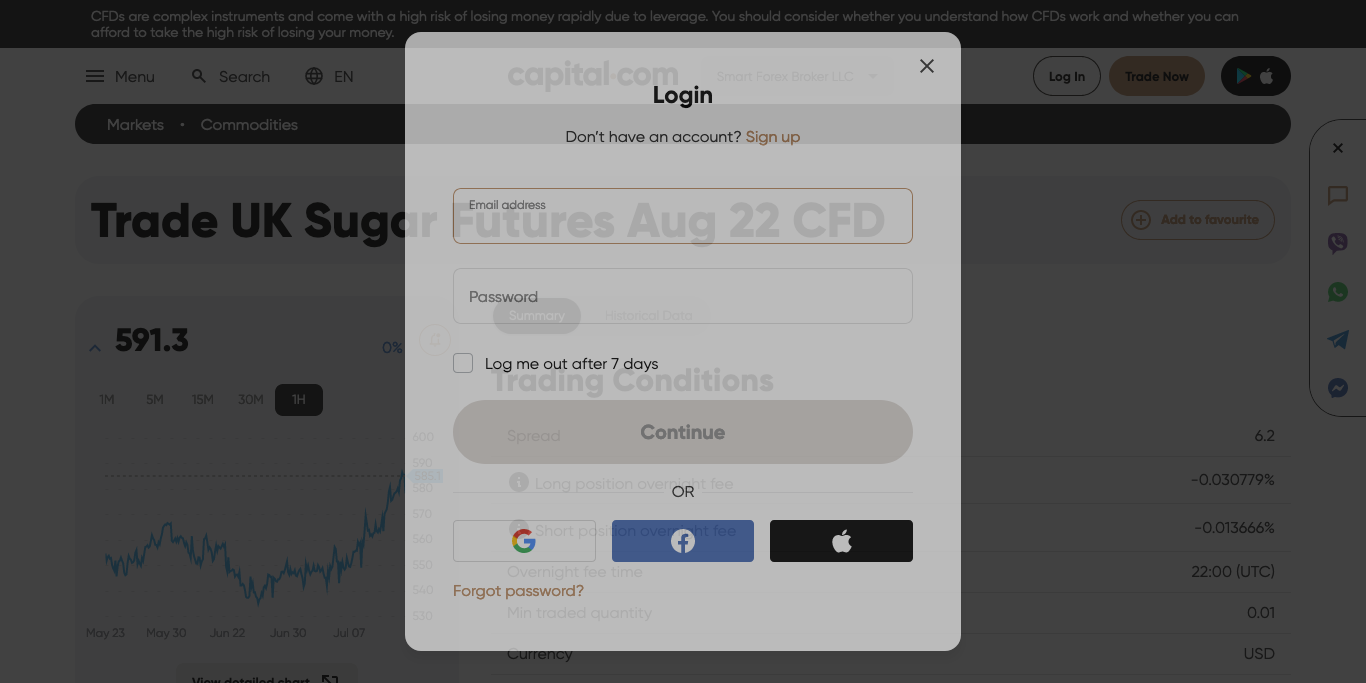 CFDs are complex instruments and come with a high risk of losing money rapidly due to leverage. You should consider whether you understand how CFDs work and whether you can
afford to take the high risk of losing your money.
Menu
Search
EN
capital.com
Smart Forex Broker LLC
Log In
Trade Now
Markets
Commodities
Login
Don't have an account? Sign up
Trade UK Sugar Futures Aug 22 CFD
Add to favourite
Email address
Password
Log me out after 7 days
Continue
OR
Forgot password?
591.3
0%
1M
5M
15M
30M
1H
600
590
580
570
560
550
540
530
May 23
May 30
Jun 22
Jun 30
Jul 07
View detailed chart
Summary
Historical Data
Trading Conditions
Spread
6.2
Long position overnight fee
-0.030779%
Short position overnight fee
-0.013666%
Overnight fee time
22:00 (UTC)
Min traded quantity
0.01
Currency
USD